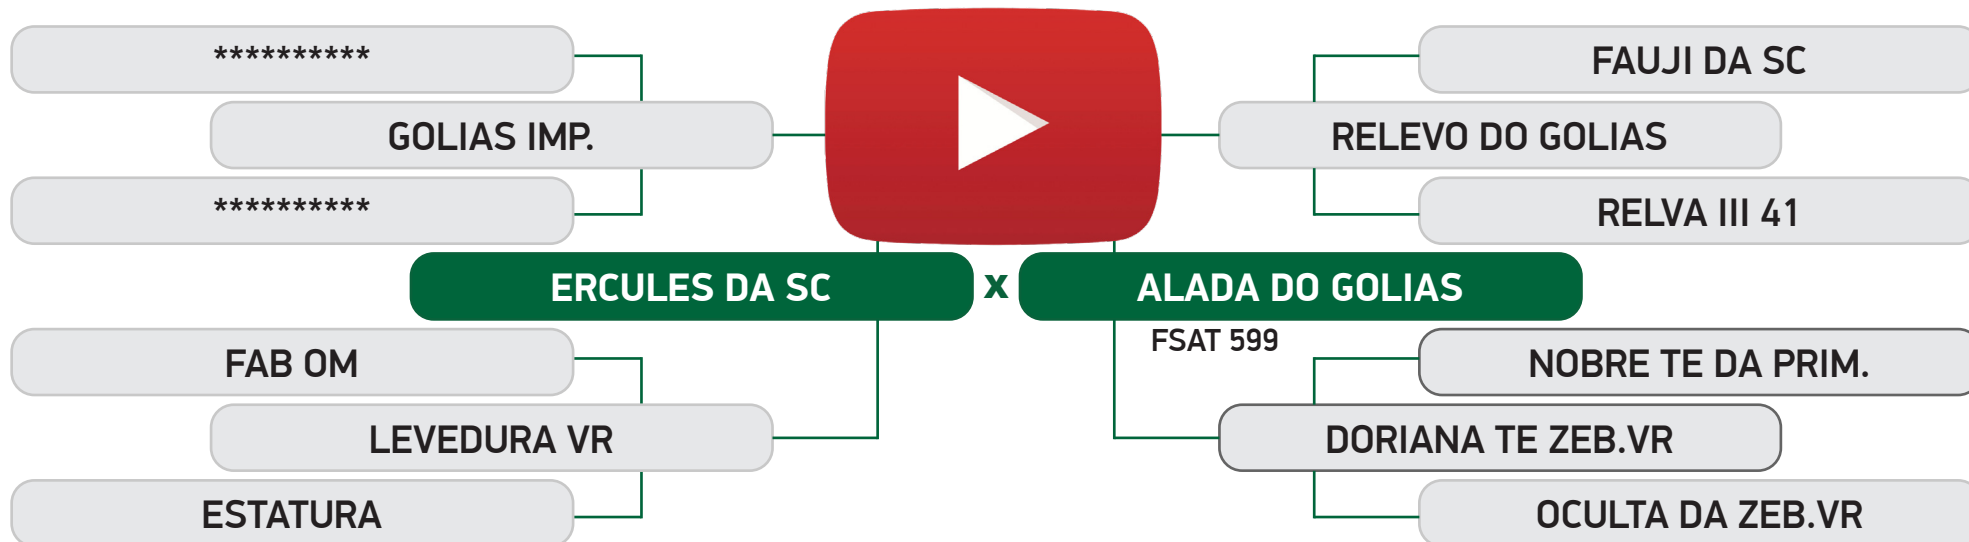 **********
FAUJI DA SC
GOLIAS IMP.
RELEVO DO GOLIAS
**********
RELVA III 41
ERCULES DA SC
x
ALADA DO GOLIAS
FSAT 599
FAB OM
NOBRE TE DA PRIM.
LEVEDURA VR
DORIANA TE ZEB.VR
ESTATURA
OCULTA DA ZEB.VR